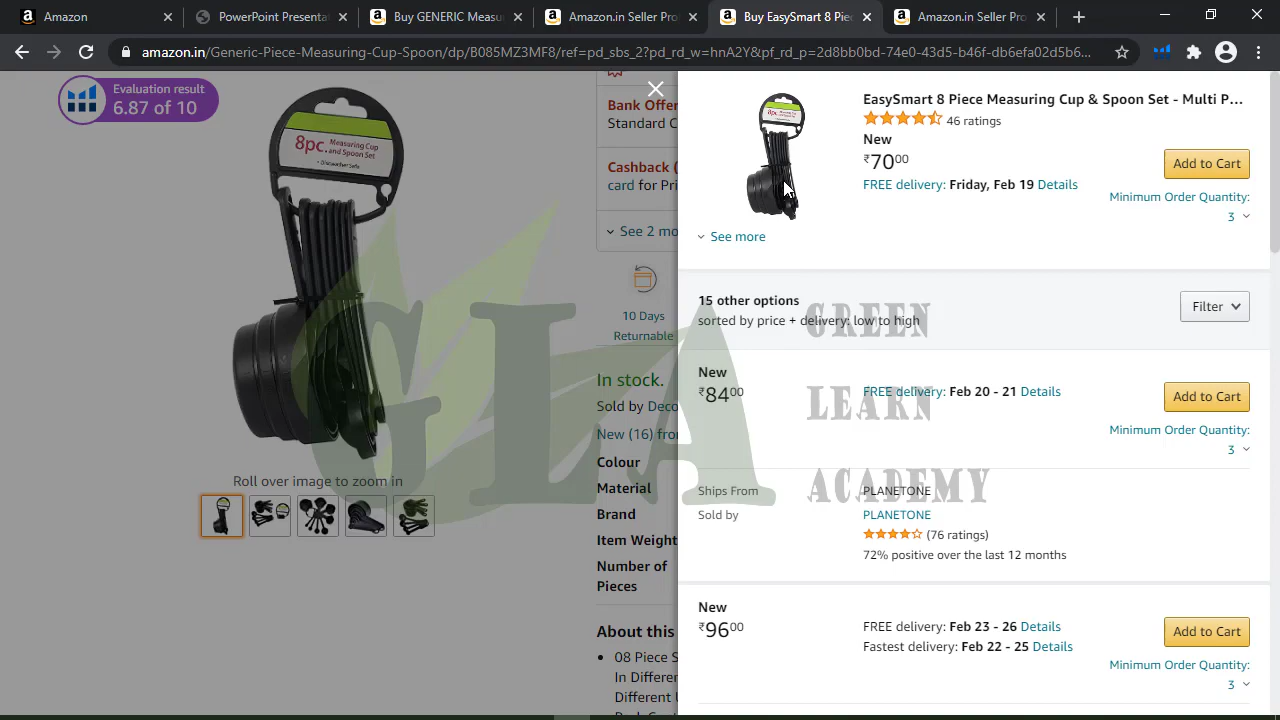 Amazon
PowerPoint Presenta
Buy GENERIC Measu
Amazon.in Seller Pro
Buy EasySmart 8 Pie
Amazon.in Seller Pro
amazon.in/Generic-Piece-Measuring-Cup-Spoon/dp/B085MZ3MF8/ref=pd_sbs_2?pd_rd_w=hnA2Y&pf_rd_p=2d8bb0bd-74e0-43d5-b46f-db6efa02d5b6...
Evaluation result
6.87 of 10
8pc. Measuring Cup
and Spoon Set
• Dishwasher Safe
Roll over image to zoom in
Bank Offer
Standard C
Cashback (
card for Pri
See 2 mo
10 Days
Returnable
In stock.
Sold by Deco
New (16) from
Colour
Material
Brand
Item Weight
Number of
Pieces
About this
• 08 Piece S
In Differen
Different U
EasySmart 8 Piece Measuring Cup & Spoon Set - Multi P...
46 ratings
New
₹7000
FREE delivery: Friday, Feb 19 Details
Add to Cart
Minimum Order Quantity:
3
See more
15 other options
sorted by price + delivery: low to high
Filter
New
₹8400
FREE delivery: Feb 20 - 21 Details
Add to Cart
Minimum Order Quantity:
3
Ships From
PLANETONE
Sold by
PLANETONE
(76 ratings)
72% positive over the last 12 months
New
₹9600
FREE delivery: Feb 23 - 26 Details
Fastest delivery: Feb 22 - 25 Details
Add to Cart
Minimum Order Quantity:
3
GLA
GREEN
LEARN
ACADEMY